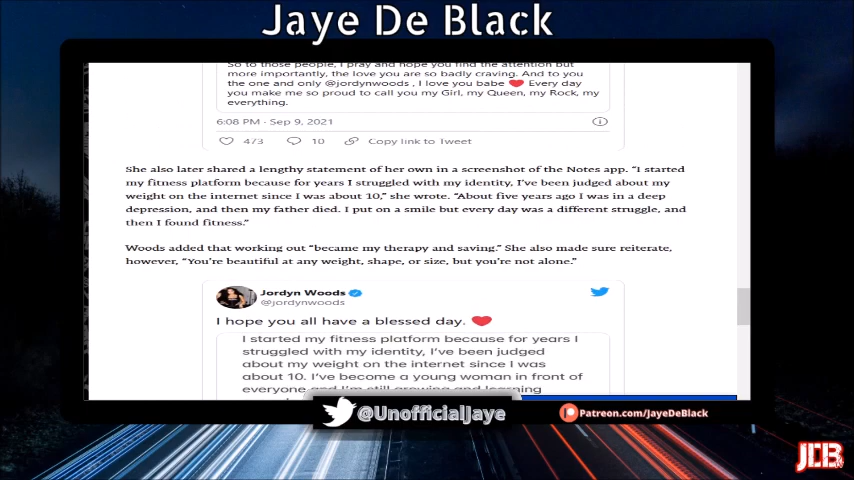 Jaye De Black
So to those people, I pray and hope you find the attention but
more importantly, the love you are so badly craving. And to you
the one and only @jordynwoods , I love you babe ❤️ Every day
you make me so proud to call you my Girl, my Queen, my Rock, my
everything.
6:08 PM · Sep 9, 2021
473 10 Copy link to Tweet
She also later shared a lengthy statement of her own in a screenshot of the Notes app. “I started
my fitness platform because for years I struggled with my identity, I’ve been judged about my
weight on the internet since I was about 10,” she wrote. “About five years ago I was in a deep
depression, and then my father died. I put on a smile but every day was a different struggle, and
then I found fitness.”
Woods added that working out “became my therapy and saving.” She also made sure reiterate,
however, “You’re beautiful at any weight, shape, or size, but you’re not alone.”
Jordyn Woods
@jordynwoods
I hope you all have a blessed day. ❤️
I started my fitness platform because for years I
struggled with my identity, I’ve been judged
about my weight on the internet since I was
about 10. I’ve become a young woman in front of
everyone and I’m still growing and learning
@UnofficialJaye
Patreon.com/JayeDeBlack
JDB